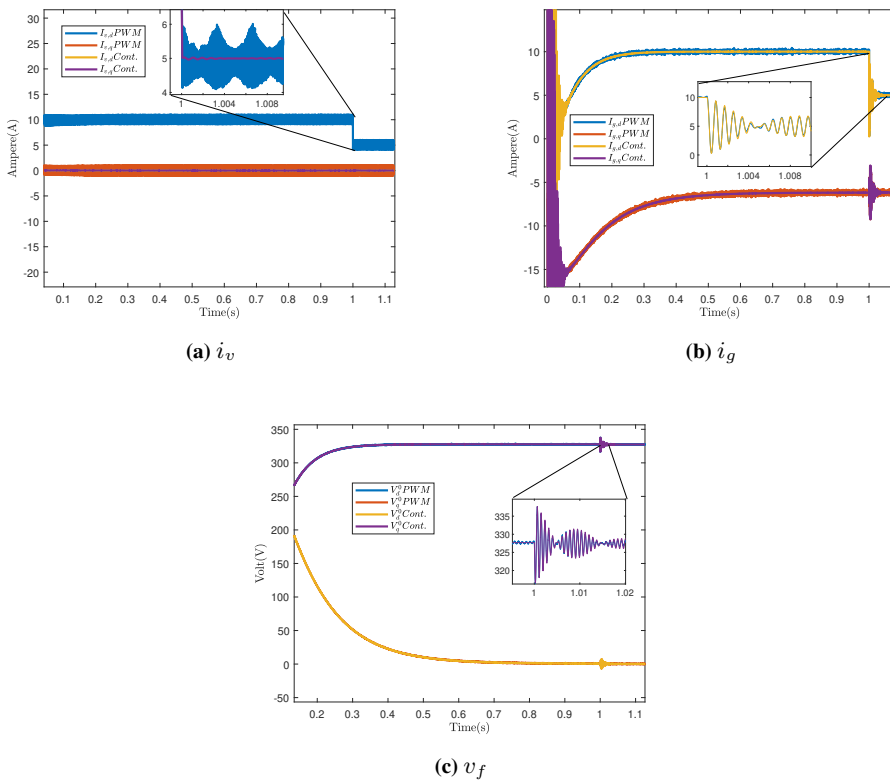 30
25
20
15
10
5
0
-5
-10
-15
-20
Ampere(A)
I_{v,d}PWM
I_{v,q}PWM
I_{v,d}Cont.
I_{v,q}Cont.
6
5
4
1 1.004 1.008
0.1 0.2 0.3 0.4 0.5 0.6 0.7 0.8 0.9 1 1.1
Time(s)
(a) i_v
10
5
0
-5
-10
-15
Ampere(A)
I_{g,d}PWM
I_{g,q}PWM
I_{g,d}Cont.
I_{g,q}Cont.
10
5
0
1 1.004 1.008
0 0.1 0.2 0.3 0.4 0.5 0.6 0.7 0.8 0.9 1
Time(s)
(b) i_g
350
300
250
200
150
100
50
0
-50
Volt(V)
V_d^0PWM
V_q^0PWM
V_d^0Cont.
V_q^0Cont.
335
330
325
320
1 1.01 1.02
0.2 0.3 0.4 0.5 0.6 0.7 0.8 0.9 1 1.1
Time(s)
(c) v_f